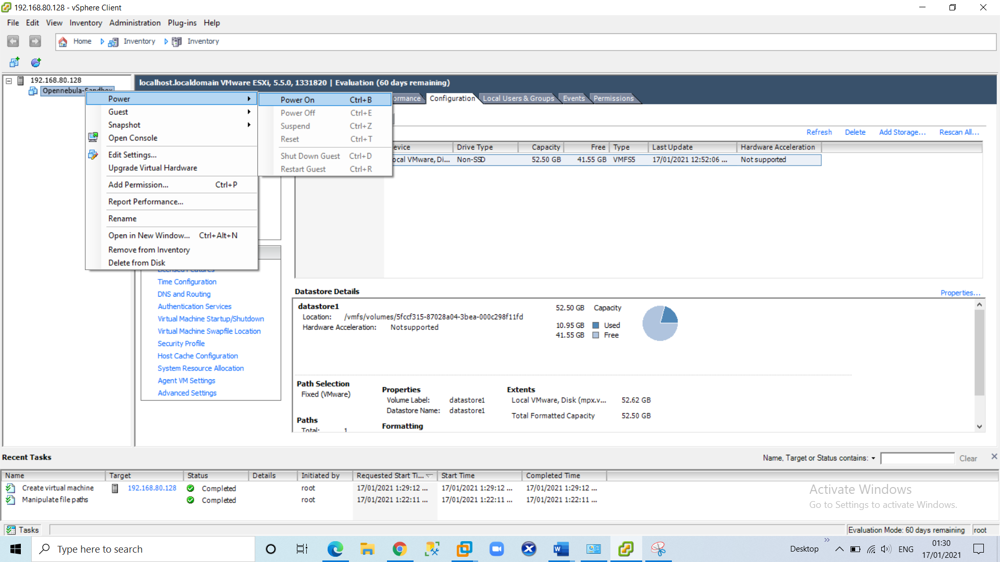 192.168.80.128 - vSphere Client
File Edit View Inventory Administration Plug-ins Help
Home Inventory Inventory
192.168.80.128
Opennebula-Sandbox
localhost.localdomain VMware ESXi, 5.5.0, 1331820 | Evaluation (60 days remaining)
ormance Configuration Local Users & Groups Events Permissions
Power
Guest
Snapshot
Open Console
Edit Settings...
Upgrade Virtual Hardware
Add Permission... Ctrl+P
Report Performance...
Rename
Open in New Window... Ctrl+Alt+N
Remove from Inventory
Delete from Disk
Power On Ctrl+B
Power Off Ctrl+E
Suspend Ctrl+Z
Reset Ctrl+T
Shut Down Guest Ctrl+D
Restart Guest Ctrl+R
Refresh Delete Add Storage... Rescan All...
evice Drive Type Capacity Free Type Last Update Hardware Acceleration
ocal VMware, Di... Non-SSD 52.50 GB 41.55 GB VMFS5 17/01/2021 12:52:06 ... Not supported
Licensed Features
Time Configuration
DNS and Routing
Authentication Services
Virtual Machine Startup/Shutdown
Virtual Machine Swapfile Location
Security Profile
Host Cache Configuration
System Resource Allocation
Agent VM Settings
Advanced Settings
Datastore Details
Properties...
datastore1
Location: /vmfs/volumes/5fccf315-87028a04-3bea-000c298f11fd
Hardware Acceleration: Not supported
52.50 GB Capacity
10.95 GB Used
41.55 GB Free
Path Selection
Fixed (VMware)
Paths
Total: 1
Properties
Volume Label: datastore1
Datastore Name: datastore1
Formatting
Extents
Local VMware, Disk (mpx.v... 52.62 GB
Total Formatted Capacity 52.50 GB
Recent Tasks
Name, Target or Status contains: Clear
Name Target Status Details Initiated by Requested Start Ti... Start Time Completed Time
Create virtual machine 192.168.80.128 Completed root 17/01/2021 1:29:12 ... 17/01/2021 1:29:12 ... 17/01/2021 1:29:12 ...
Manipulate file paths Completed root 17/01/2021 1:22:11 ... 17/01/2021 1:22:11 ... 17/01/2021 1:22:11 ...
Activate Windows
Go to Settings to activate Windows.
Tasks
Evaluation Mode: 60 days remaining root
Type here to search
Desktop
ENG
01:30
17/01/2021